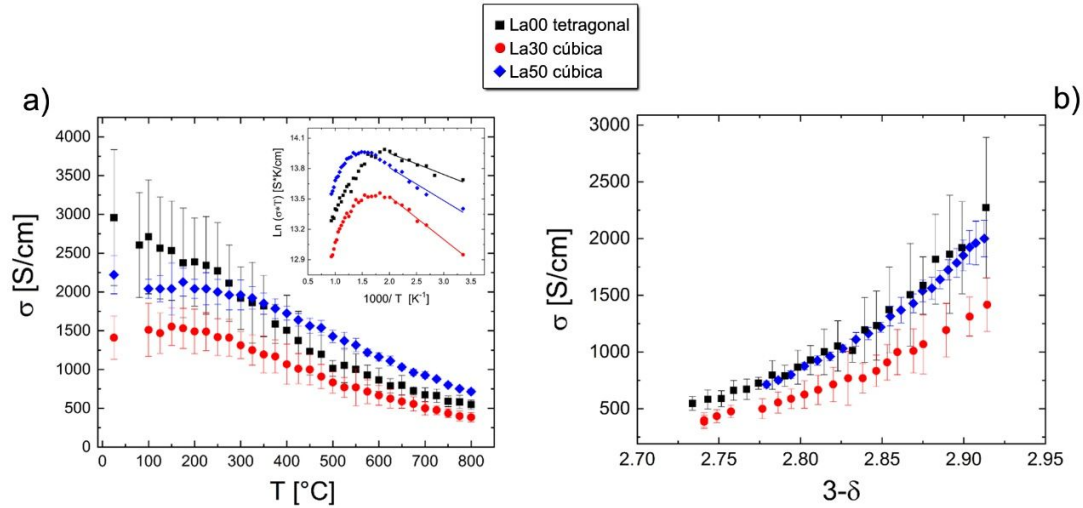 La00 tetragonal
La30 cúbica
La50 cúbica
a)
σ [S/cm]
4000
3500
3000
2500
2000
1500
1000
500
0
0 100 200 300 400 500 600 700 800
T [°C]
Ln (σ*T) [S*K/cm]
14.1
13.8
13.5
13.2
12.9
0.5 1.0 1.5 2.0 2.5 3.0 3.5
1000/ T [K⁻¹]
b)
σ [S/cm]
3000
2500
2000
1500
1000
500
2.70 2.75 2.80 2.85 2.90 2.95
3-δ